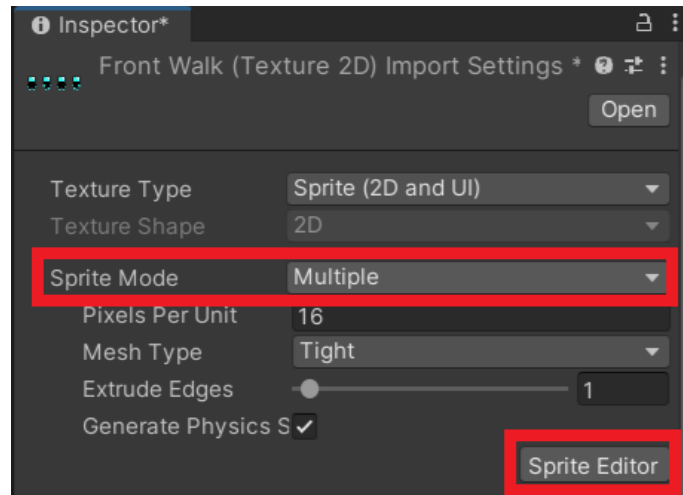 Inspector*
Front Walk (Texture 2D) Import Settings *
Open
Texture Type Sprite (2D and UI)
Texture Shape 2D
Sprite Mode Multiple
Pixels Per Unit 16
Mesh Type Tight
Extrude Edges 1
Generate Physics S
Sprite Editor